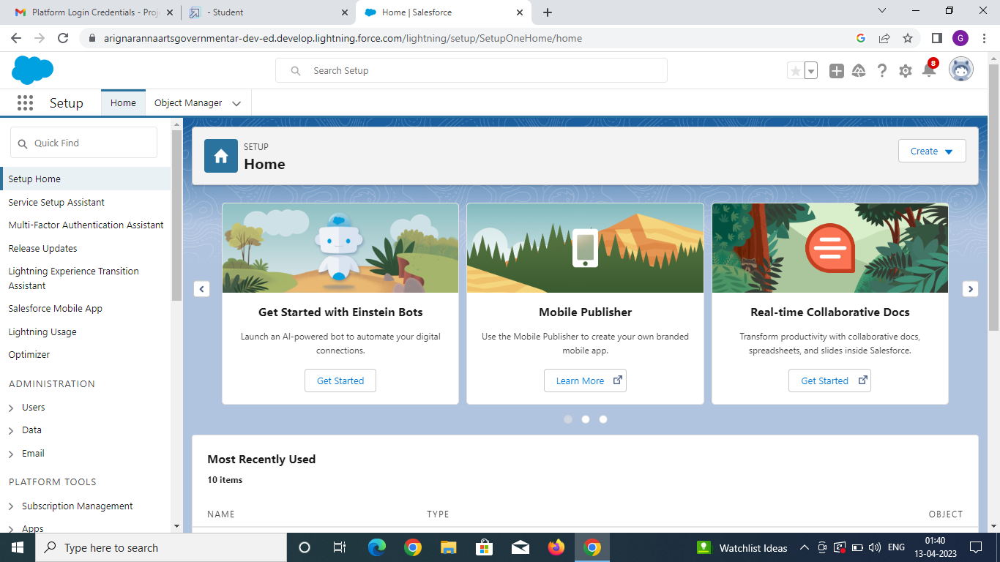 Platform Login Credentials - Proj
- Student
Home | Salesforce
arignarannaartsgovernmentar-dev-ed.develop.lightning.force.com/lightning/setup/SetupOneHome/home
G
Search Setup
8
Setup
Home
Object Manager
Quick Find
Setup Home
Service Setup Assistant
Multi-Factor Authentication Assistant
Release Updates
Lightning Experience Transition
Assistant
Salesforce Mobile App
Lightning Usage
Optimizer
ADMINISTRATION
Users
Data
Email
PLATFORM TOOLS
Subscription Management
Apps
SETUP
Home
Create
Get Started with Einstein Bots
Launch an AI-powered bot to automate your digital
connections.
Get Started
Mobile Publisher
Use the Mobile Publisher to create your own branded
mobile app.
Learn More
Real-time Collaborative Docs
Transform productivity with collaborative docs,
spreadsheets, and slides inside Salesforce.
Get Started
Most Recently Used
10 items
NAME TYPE OBJECT
Type here to search
Watchlist Ideas
ENG
01:40
13-04-2023